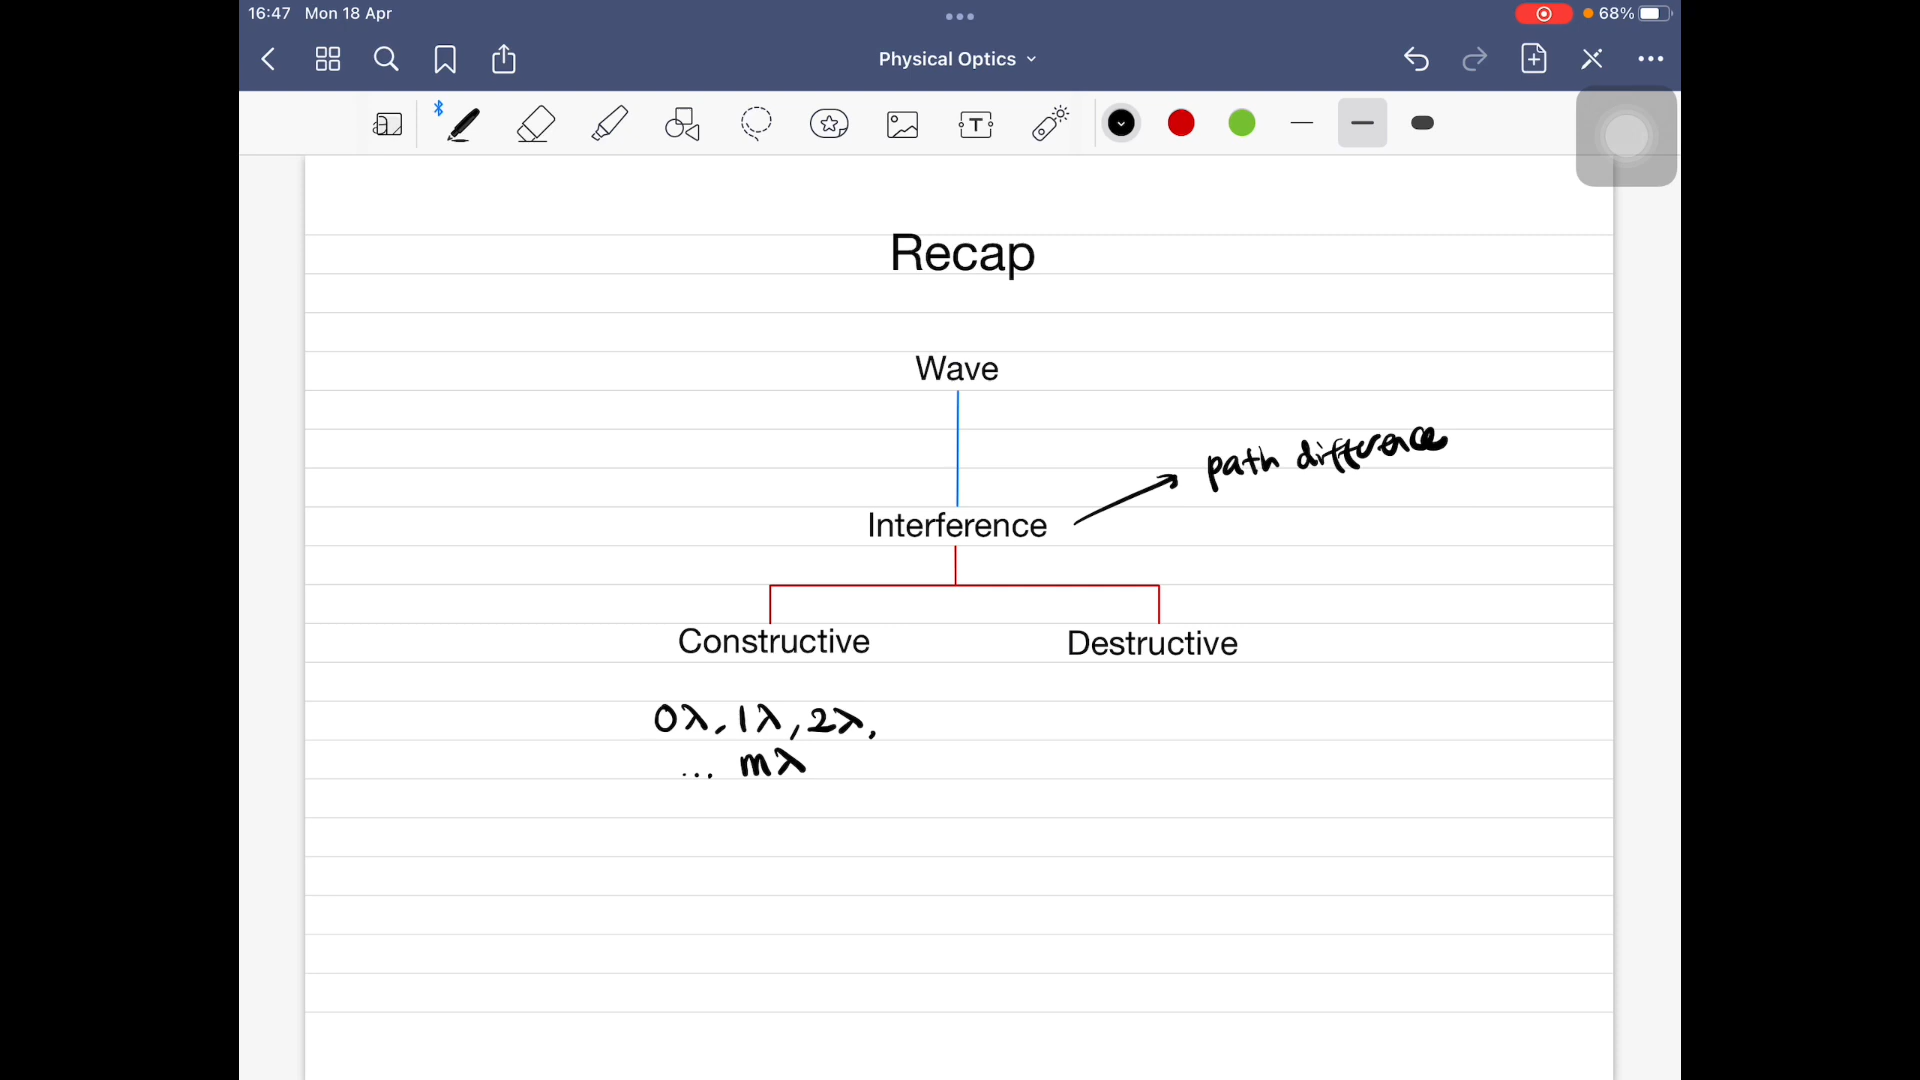 16:47 Mon 18 Apr
68%
Physical Optics
T
Recap
Wave
path difference
Interference
Constructive Destructive
0λ, 1λ, 2λ,
... mλ